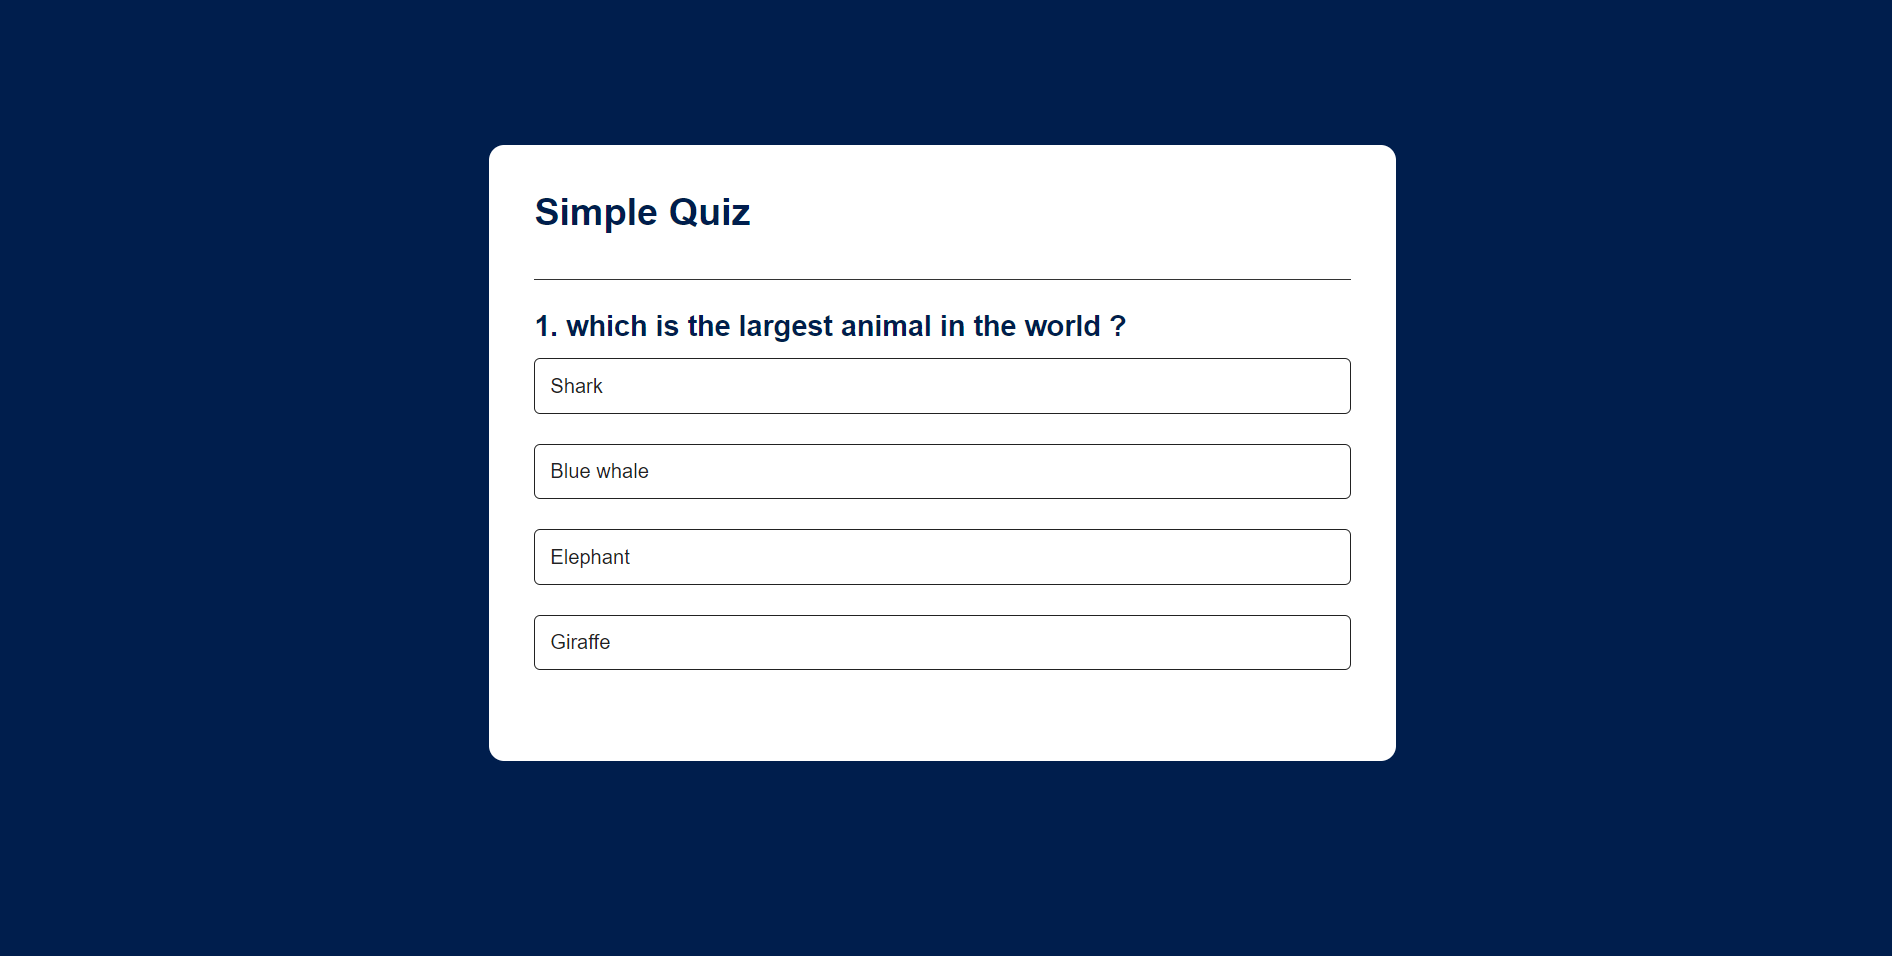 Simple Quiz
1. which is the largest animal in the world ?
Shark
Blue whale
Elephant
Giraffe